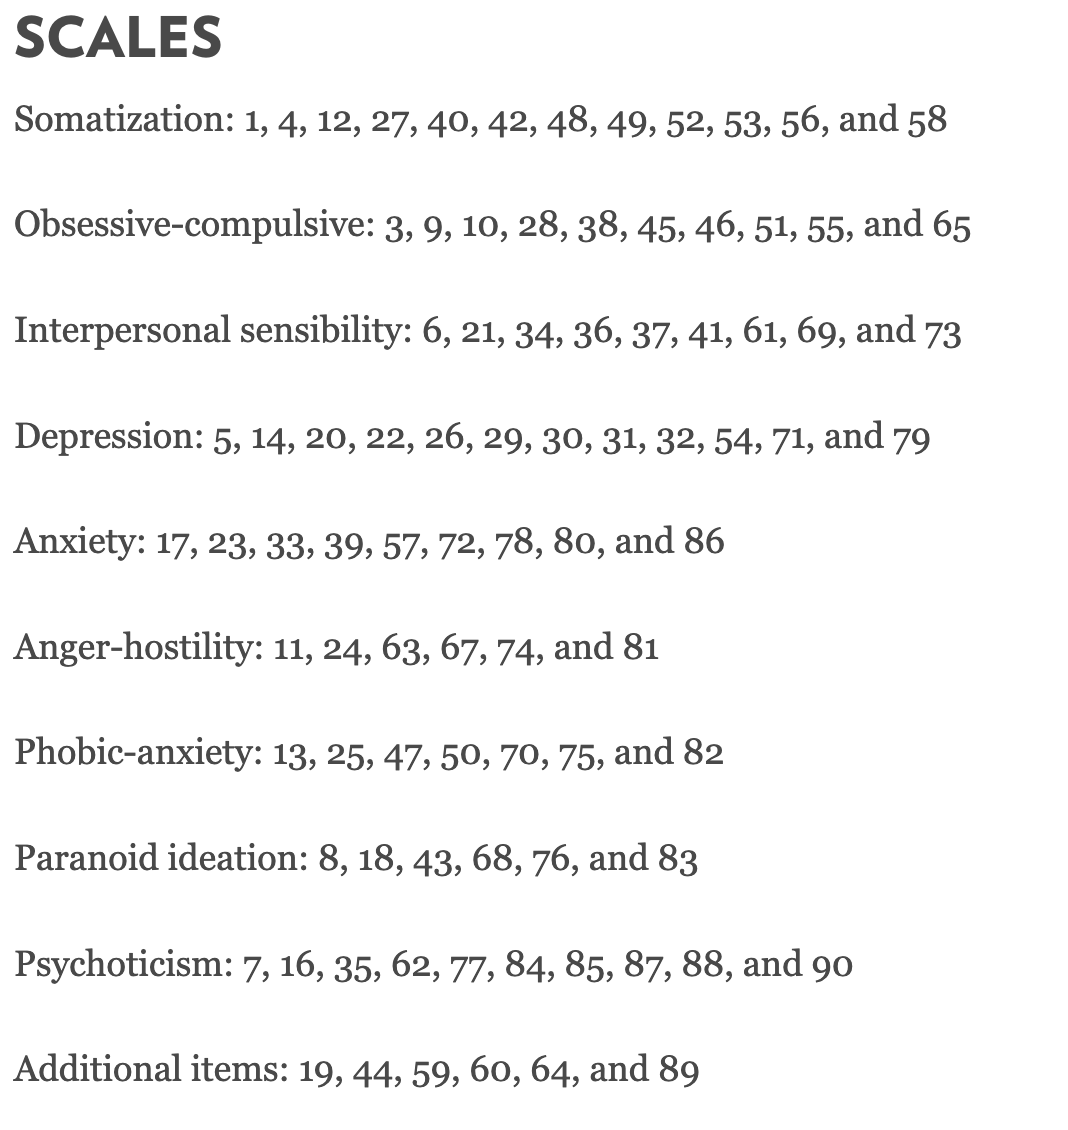 SCALES
Somatization: 1, 4, 12, 27, 40, 42, 48, 49, 52, 53, 56, and 58
Obsessive-compulsive: 3, 9, 10, 28, 38, 45, 46, 51, 55, and 65
Interpersonal sensibility: 6, 21, 34, 36, 37, 41, 61, 69, and 73
Depression: 5, 14, 20, 22, 26, 29, 30, 31, 32, 54, 71, and 79
Anxiety: 17, 23, 33, 39, 57, 72, 78, 80, and 86
Anger-hostility: 11, 24, 63, 67, 74, and 81
Phobic-anxiety: 13, 25, 47, 50, 70, 75, and 82
Paranoid ideation: 8, 18, 43, 68, 76, and 83
Psychoticism: 7, 16, 35, 62, 77, 84, 85, 87, 88, and 90
Additional items: 19, 44, 59, 60, 64, and 89